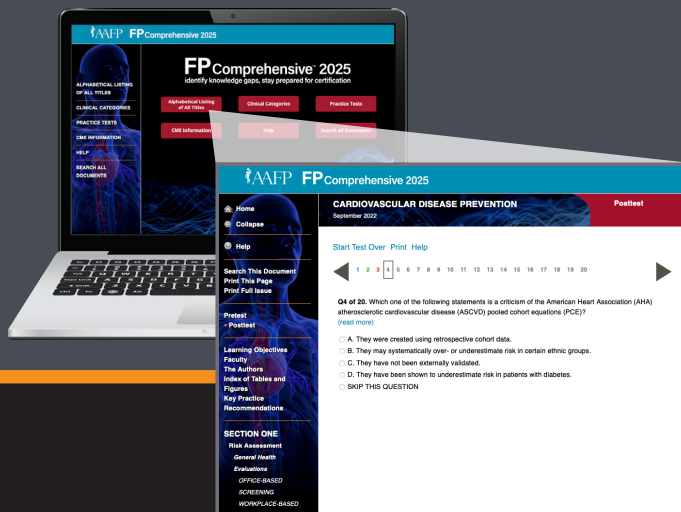 AAFP FP Comprehensive 2025
ALPHABETICAL LISTING
OF ALL TITLES
CLINICAL CATEGORIES
PRACTICE TESTS
CME INFORMATION
HELP
SEARCH ALL
DOCUMENTS
FP Comprehensive™ 2025
identify knowledge gaps, stay prepared for certification
Alphabetical Listing
of All Titles
Clinical Categories
Practice Tests
CME Information
Help
Search all Documents
AAFP FP Comprehensive 2025
Home
Collapse
Help
Search This Document
Print This Page
Print Full Issue
Pretest
Posttest
Learning Objectives
Faculty
The Authors
Index of Tables and
Figures
Key Practice
Recommendations
SECTION ONE
Risk Assessment
General Health
Evaluations
OFFICE-BASED
SCREENING
WORKPLACE-BASED
CARDIOVASCULAR DISEASE PREVENTION
September 2022
Posttest
Start Test Over Print Help
1 2 3 4 5 6 7 8 9 10 11 12 13 14 15 16 17 18 19 20
Q4 of 20. Which one of the following statements is a criticism of the American Heart Association (AHA)
atherosclerotic cardiovascular disease (ASCVD) pooled cohort equations (PCE)?
(read more)
A. They were created using retrospective cohort data.
B. They may systematically over- or underestimate risk in certain ethnic groups.
C. They have not been externally validated.
D. They have been shown to underestimate risk in patients with diabetes.
SKIP THIS QUESTION